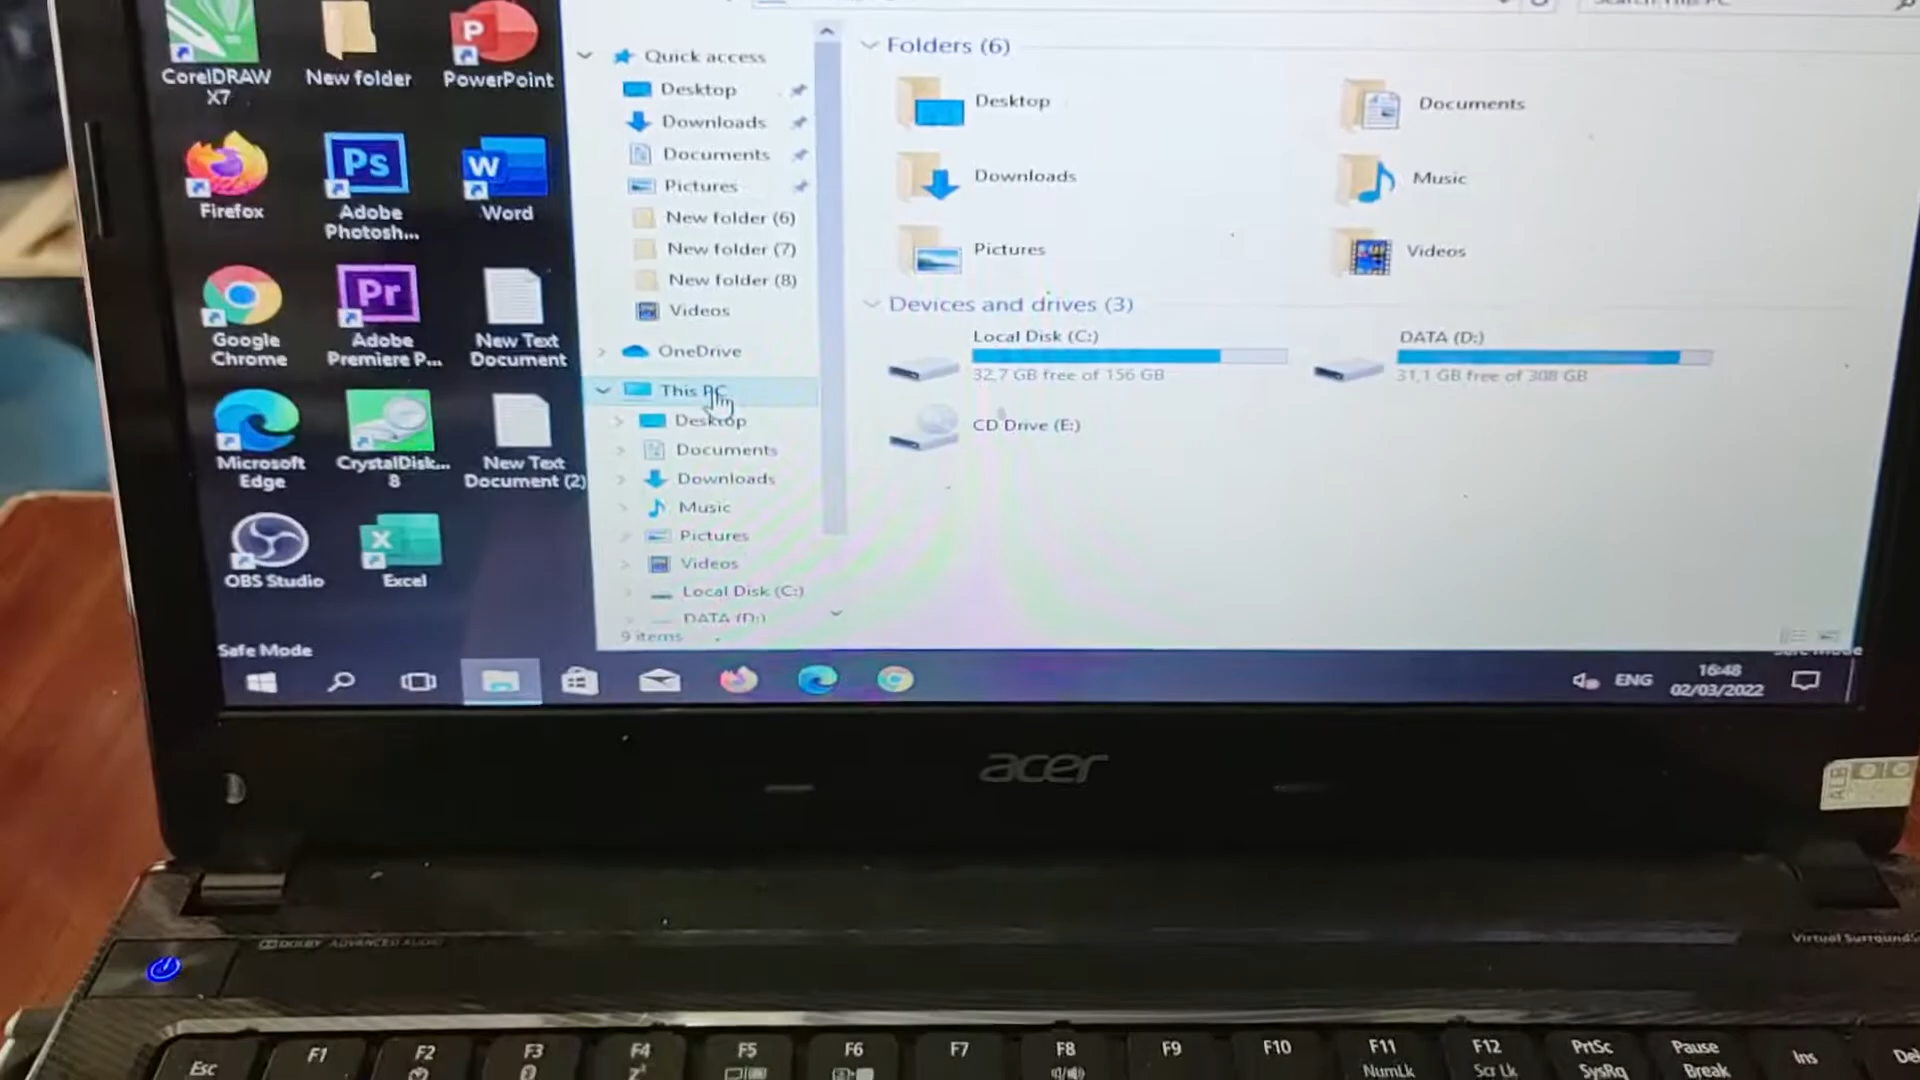 CorelDRAW
X7
New folder
PowerPoint
Firefox
Adobe
Photosh...
Word
Google
Chrome
Adobe
Premiere P...
New Text
Document
Microsoft
Edge
CrystalDisk...
8
New Text
Document (2)
OBS Studio
Excel
Safe Mode
Quick access
Desktop
Downloads
Documents
Pictures
New folder (6)
New folder (7)
New folder (8)
Videos
OneDrive
This PC
Desktop
Documents
Downloads
Music
Pictures
Videos
Local Disk (C:)
DATA (D:)
9 items
Folders (6)
Desktop
Documents
Downloads
Music
Pictures
Videos
Devices and drives (3)
Local Disk (C:)
32,7 GB free of 156 GB
DATA (D:)
31,1 GB free of 308 GB
CD Drive (E:)
ENG
16:48
02/03/2022
acer
DOLBY ADVANCED AUDIO
Virtual Surround
Esc
F1
F2
F3
F4
F5
F6
F7
F8
F9
F10
F11
NumLk
F12
Scr Lk
PrtSc
SysRq
Pause
Break
Ins
De